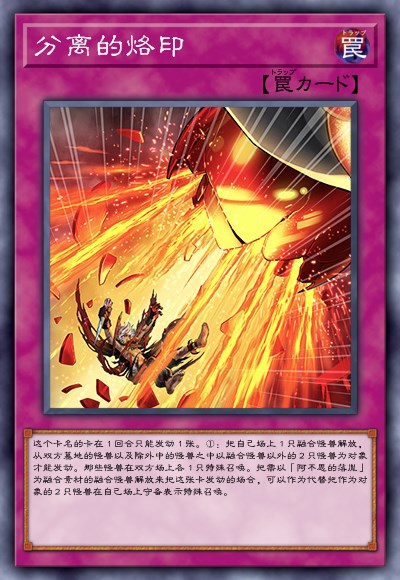 分离的烙印
トラップ
罠
トラップ
【罠カード】
这个卡名的卡在1回合只能发动1张。①：把自己场上1只融合怪兽解放，
从双方墓地的怪兽以及除外中的怪兽之中以融合怪兽以外的2只怪兽为对象
才能发动。那些怪兽在双方场上各1只特殊召唤。把需以「阿不思的落胤」
为融合素材的融合怪兽解放来把这张卡发动的场合，可以作为代替把作为对
象的2只怪兽在自己场上守备表示特殊召唤。